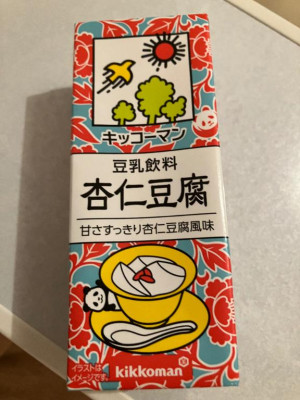 キッコーマン
豆乳飲料
杏仁豆腐
甘さすっきり杏仁豆腐風味
イラストは
イメージです。
kikkoman